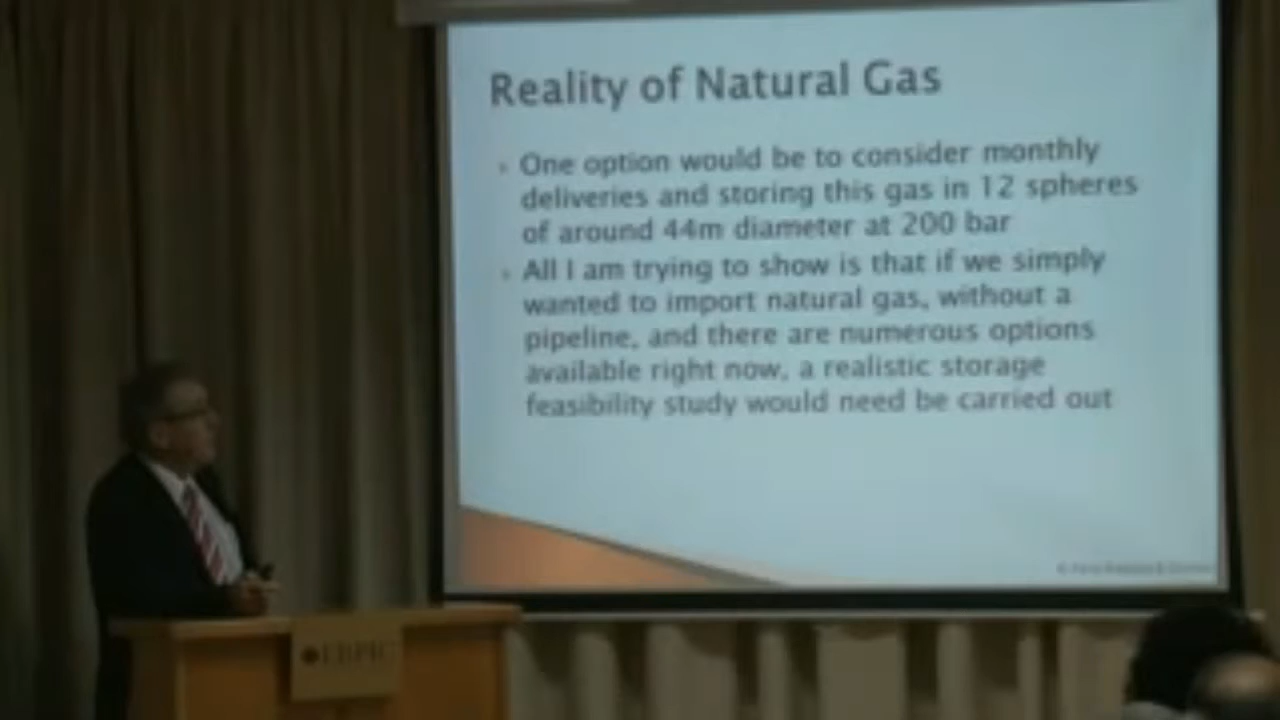 Reality of Natural Gas
One option would be to consider monthly
deliveries and storing this gas in 12 spheres
of around 44m diameter at 200 bar
All I am trying to show is that if we simply
wanted to import natural gas, without a
pipeline, and there are numerous options
available right now, a realistic storage
feasibility study would need be carried out